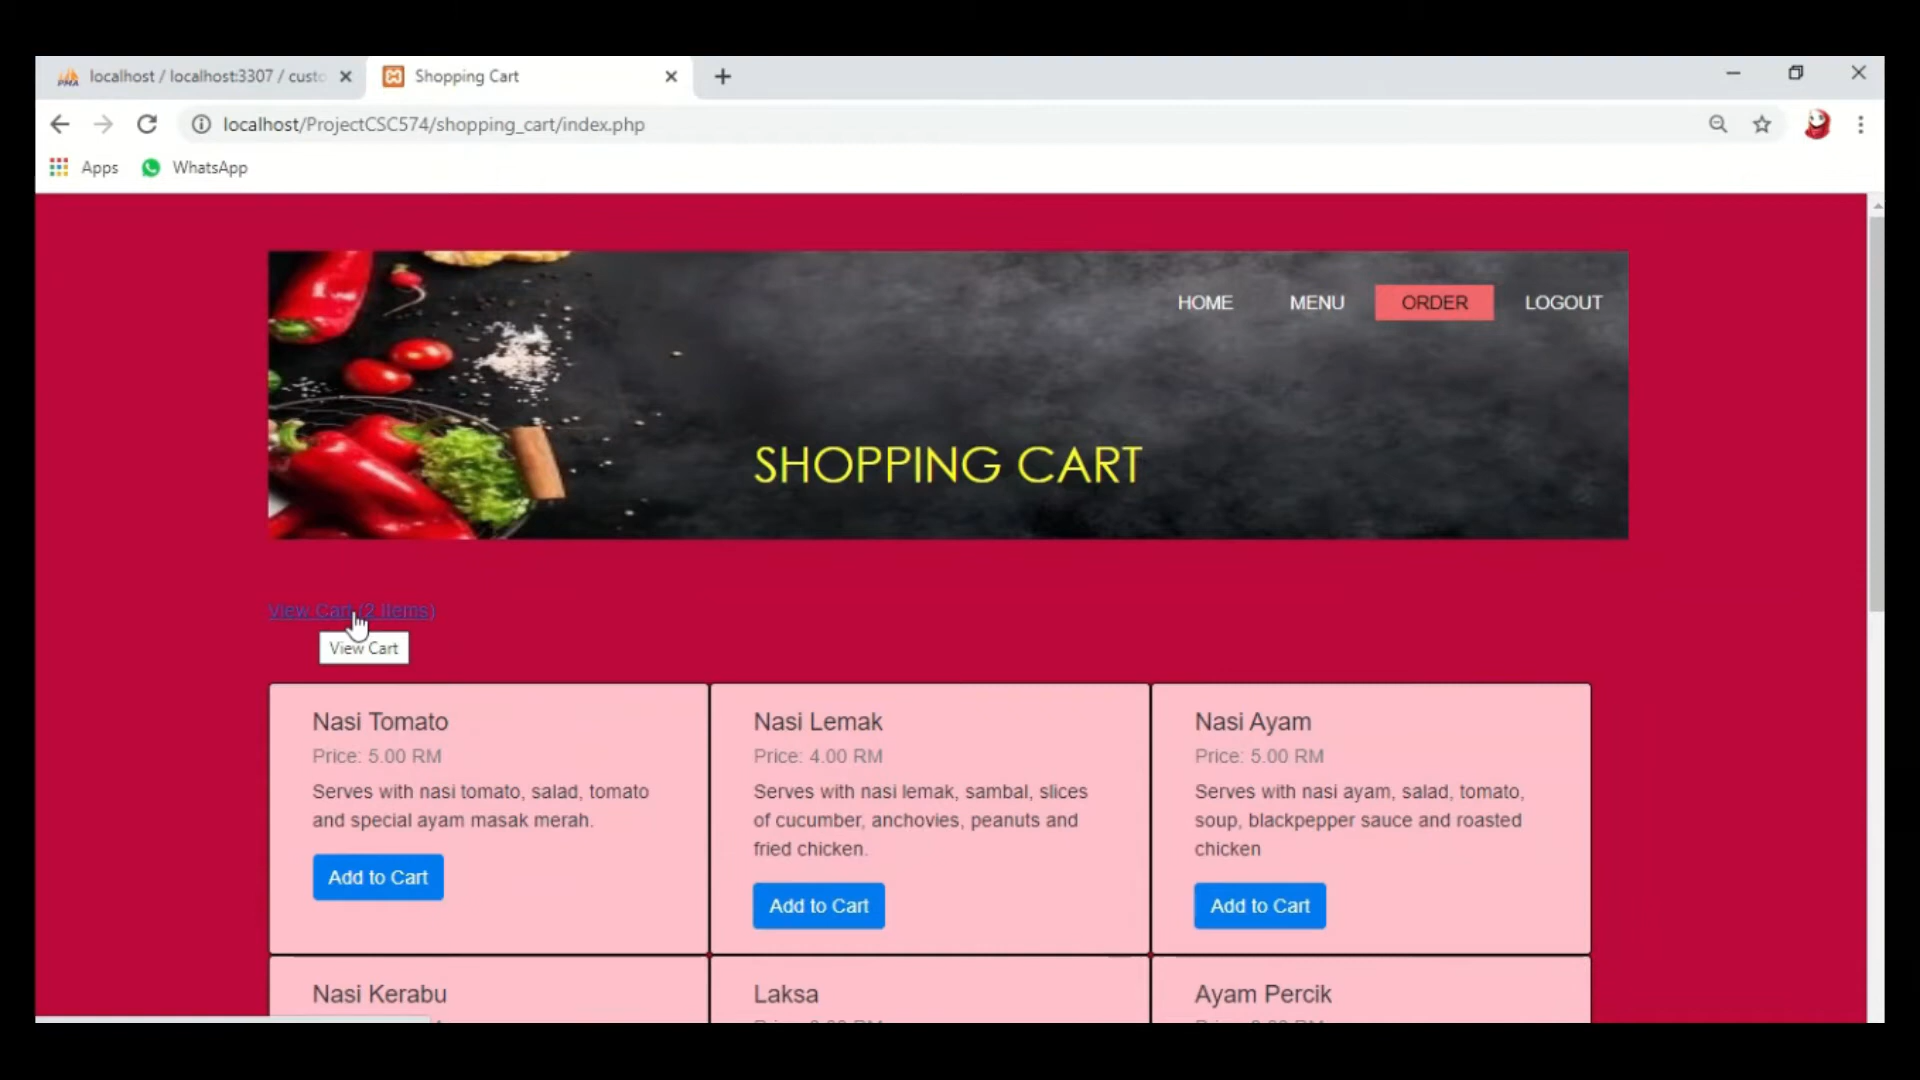 localhost / localhost:3307 / custo
Shopping Cart
localhost/ProjectCSC574/shopping_cart/index.php
Apps
WhatsApp
HOME
MENU
ORDER
LOGOUT
SHOPPING CART
View Cart (2 Items)
View Cart
Nasi Tomato
Price: 5.00 RM
Serves with nasi tomato, salad, tomato
and special ayam masak merah.
Add to Cart
Nasi Lemak
Price: 4.00 RM
Serves with nasi lemak, sambal, slices
of cucumber, anchovies, peanuts and
fried chicken.
Add to Cart
Nasi Ayam
Price: 5.00 RM
Serves with nasi ayam, salad, tomato,
soup, blackpepper sauce and roasted
chicken
Add to Cart
Nasi Kerabu
Laksa
Ayam Percik